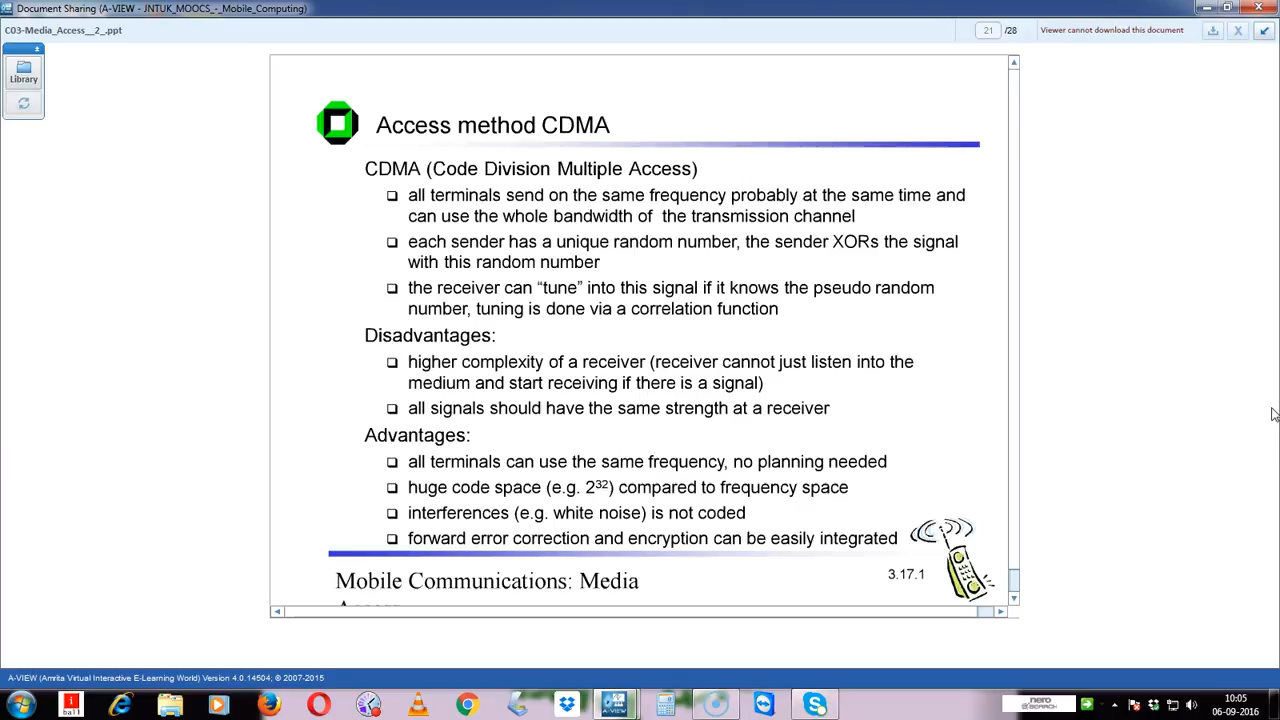 Document Sharing (A-VIEW - JNTUK_MOOCS_-_Mobile_Computing)
C03-Media_Access__2_.ppt
21 /28
Viewer cannot download this document
Library
Access method CDMA
CDMA (Code Division Multiple Access)
all terminals send on the same frequency probably at the same time and
can use the whole bandwidth of the transmission channel
each sender has a unique random number, the sender XORs the signal
with this random number
the receiver can “tune” into this signal if it knows the pseudo random
number, tuning is done via a correlation function
Disadvantages:
higher complexity of a receiver (receiver cannot just listen into the
medium and start receiving if there is a signal)
all signals should have the same strength at a receiver
Advantages:
all terminals can use the same frequency, no planning needed
huge code space (e.g. 2³²) compared to frequency space
interferences (e.g. white noise) is not coded
forward error correction and encryption can be easily integrated
3.17.1
Mobile Communications: Media
A-VIEW (Amrita Virtual Interactive E-Learning World) Version 4.0.14504; © 2007-2015
i
ball
A-VIEW
nero
SEARCH
10:05
06-09-2016